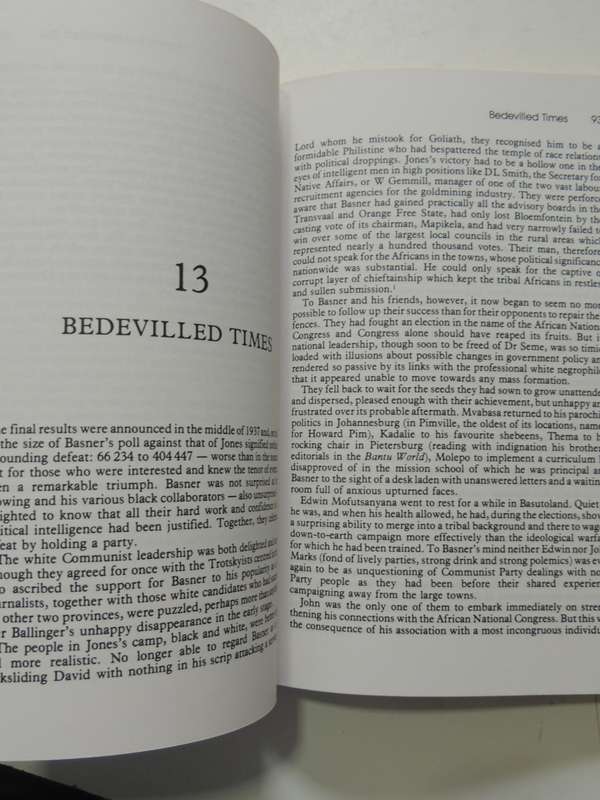 13
BEDEVILLED TIMES
final results were announced in the middle of 1937
the size of Basner's poll against that of Jones signified
defeat: 66 234 to 404 447 — worse than in the
for those who were interested and knew the tenor of
a remarkable triumph. Basner was not surprised
and his various black collaborators — also
to know that all their hard work and confidence
intelligence had been justified. Together, they
by holding a party.
The white Communist leadership was both delighted and
though they agreed for once with the Trotskyists
ascribed the support for Basner to his popularity
together with those white candidates who had
other two provinces, were puzzled, perhaps more than
Ballinger's unhappy disappearance in the early stage.
The people in Jones's camp, black and white, were
more realistic. No longer able to regard Basner
David with nothing in his scrip attacking a
Bedevilled Times 93
Lord whom he mistook for Goliath, they recognised him to be a
formidable Philistine who had bespattered the temple of race relations
with political droppings. Jones's victory had to be a hollow one in the
eyes of intelligent men in high positions like DL Smith, the Secretary for
Native Affairs, or W Gemmill, manager of one of the two vast labour
recruitment agencies for the goldmining industry. They were perforce
aware that Basner had gained practically all the advisory boards in the
Transvaal and Orange Free State, had only lost Bloemfontein by the
casting vote of its chairman, Mapikela, and had very narrowly failed to
win over some of the largest local councils in the rural areas which
represented nearly a hundred thousand votes. Their man, therefore,
could not speak for the Africans in the towns, whose political significance
nationwide was substantial. He could only speak for the captive or
corrupt layer of chieftainship which kept the tribal Africans in restless
and sullen submission.¹
To Basner and his friends, however, it now began to seem no more
possible to follow up their success than for their opponents to repair the
fences. They had fought an election in the name of the African National
Congress and Congress alone should have reaped its fruits. But
national leadership, though soon to be freed of Dr Seme, was so timid
loaded with illusions about possible changes in government policy and
rendered so passive by its links with the professional white negrophile
that it appeared unable to move towards any mass formation.
They fell back to wait for the seeds they had sown to grow unattended
and dispersed, pleased enough with their achievement, but unhappy and
frustrated over its probable aftermath. Mvabasa returned to his parochial
politics in Johannesburg (in Pimville, the oldest of its locations, named
for Howard Pim), Kadalie to his favourite shebeens, Thema to
rocking chair in Pietersburg (reading with indignation his brother
editorials in the Bantu World), Molepo to implement a curriculum
disapproved of in the mission school of which he was principal and
Basner to the sight of a desk laden with unanswered letters and a waiting
room full of anxious upturned faces.
Edwin Mofutsanyana went to rest for a while in Basutoland. Quiet
he was, and when his health allowed, he had, during the elections, shown
a surprising ability to merge into a tribal background and there to wage
down-to-earth campaign more effectively than the ideological warfare
for which he had been trained. To Basner's mind neither Edwin nor John
Marks (fond of lively parties, strong drink and strong polemics) was ever
again to be as unquestioning of Communist Party dealings with non-
Party people as they had been before their shared experience
campaigning away from the large towns.
John was the only one of them to embark immediately on streng
thening his connections with the African National Congress. But this was
the consequence of his association with a most incongruous individual